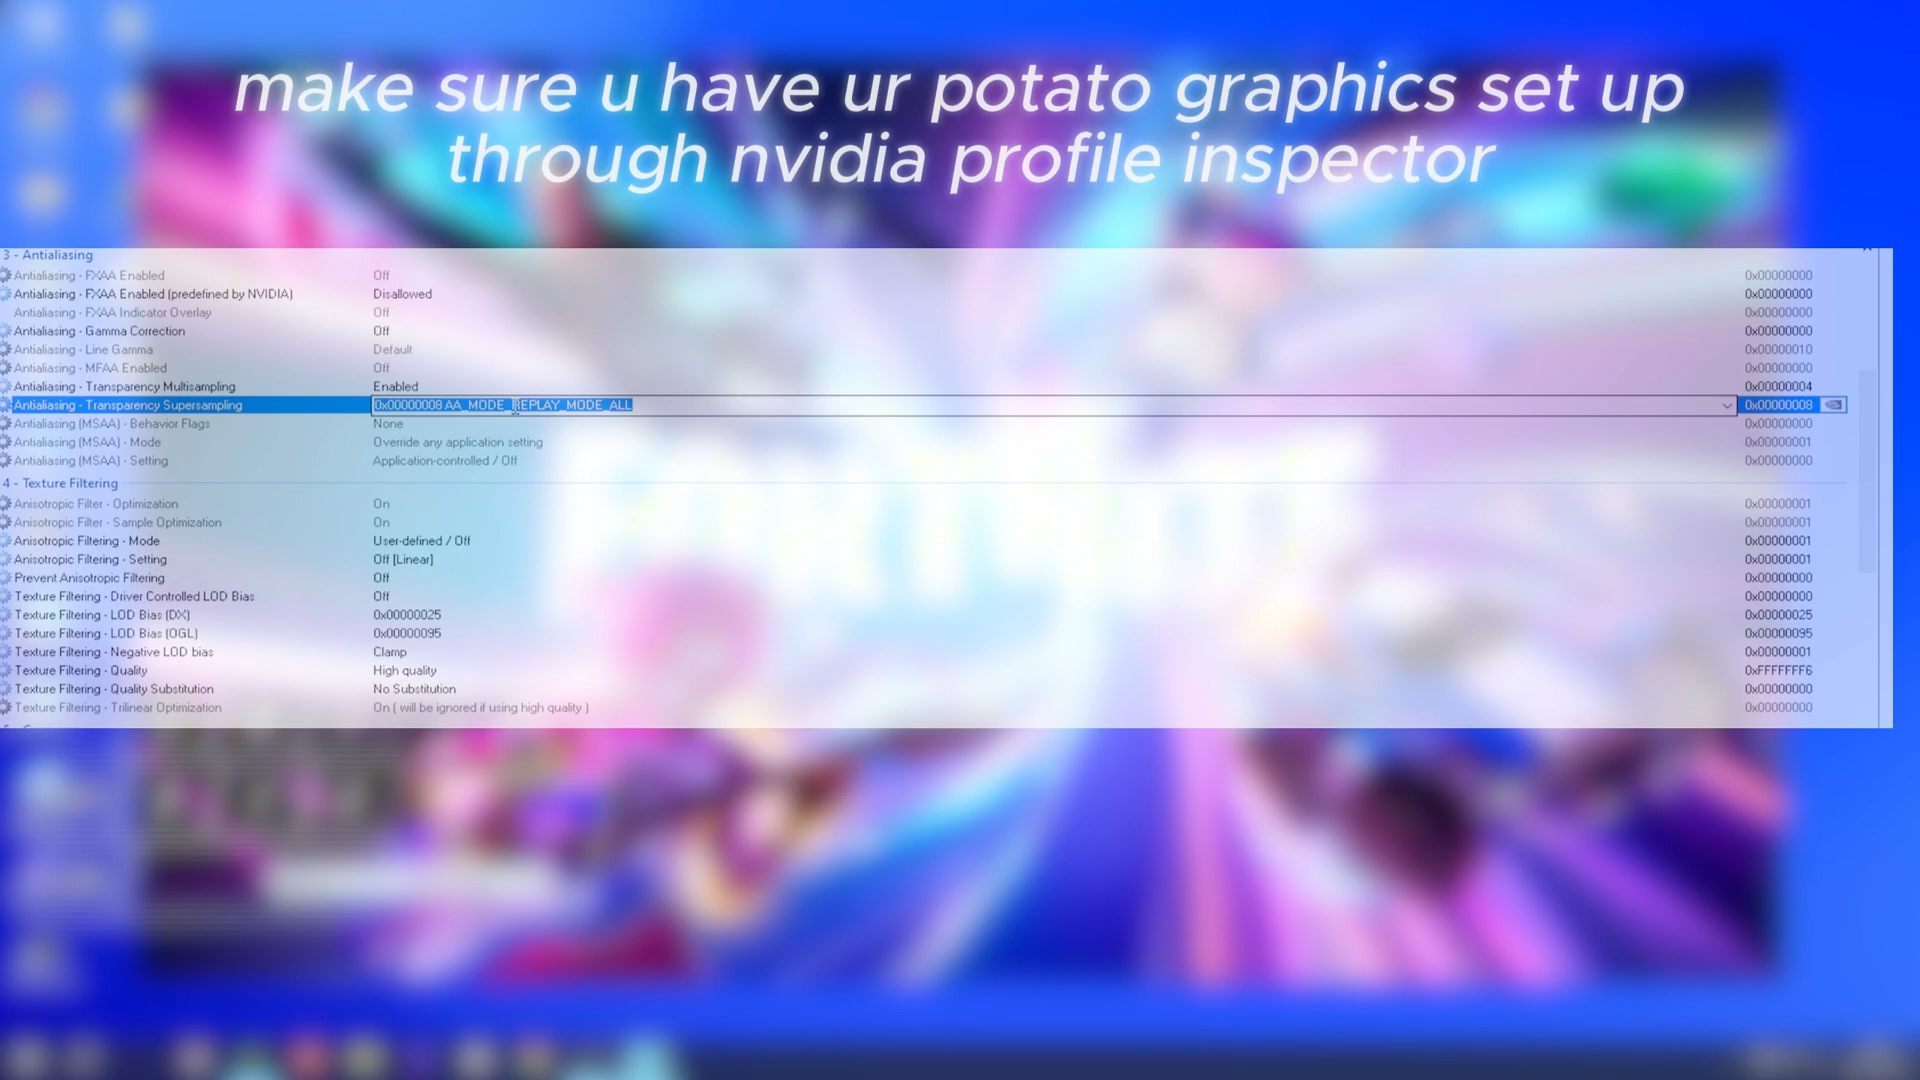 make sure u have ur potato graphics set up
through nvidia profile inspector
3 - Antialiasing
Antialiasing - FXAA Enabled Off 0x00000000
Antialiasing - FXAA Enabled (predefined by NVIDIA) Disallowed 0x00000000
Antialiasing - FXAA Indicator Overlay Off 0x00000000
Antialiasing - Gamma Correction Off 0x00000000
Antialiasing - Line Gamma Default 0x00000010
Antialiasing - MFAA Enabled Off 0x00000000
Antialiasing - Transparency Multisampling Enabled 0x00000004
Antialiasing - Transparency Supersampling 0x00000008 AA_MODE_REPLAY_MODE_ALL 0x00000008
Antialiasing (MSAA) - Behavior Flags None 0x00000000
Antialiasing (MSAA) - Mode Override any application setting 0x00000001
Antialiasing (MSAA) - Setting Application-controlled / Off 0x00000000
4 - Texture Filtering
Anisotropic Filter - Optimization On 0x00000001
Anisotropic Filter - Sample Optimization On 0x00000001
Anisotropic Filtering - Mode User-defined / Off 0x00000001
Anisotropic Filtering - Setting Off [Linear] 0x00000001
Prevent Anisotropic Filtering Off 0x00000000
Texture Filtering - Driver Controlled LOD Bias Off 0x00000000
Texture Filtering - LOD Bias (DX) 0x00000025 0x00000025
Texture Filtering - LOD Bias (OGL) 0x00000095 0x00000095
Texture Filtering - Negative LOD bias Clamp 0x00000001
Texture Filtering - Quality High quality 0xFFFFFFF6
Texture Filtering - Quality Substitution No Substitution 0x00000000
Texture Filtering - Trilinear Optimization On ( will be ignored if using high quality ) 0x00000000